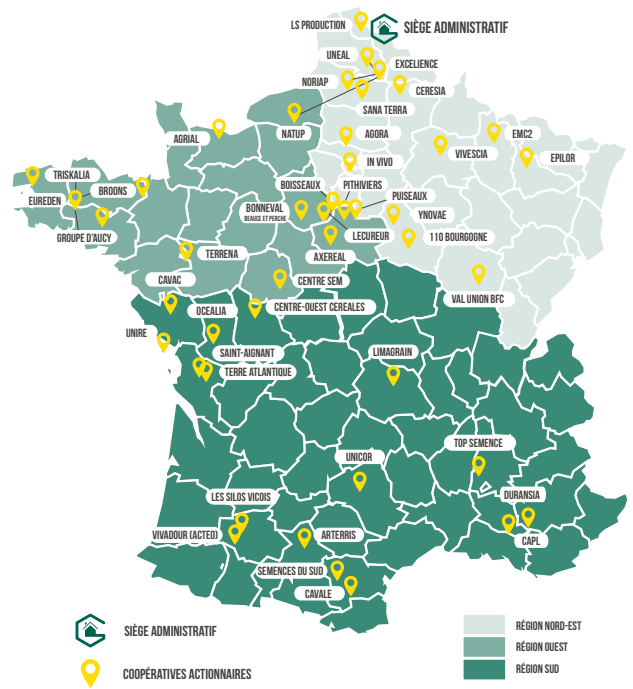 LS PRODUCTION
SIÈGE ADMINISTRATIF
UNEAL
EXCELIENCE
NORIAP
CERESIA
SANA TERRA
NATUP
AGORA
EMC2
AGRIAL
VIVESCIA
EPILOR
IN VIVO
TRISKALIA
BROONS
BOISSEAUX
PITHIVIERS
PUISEAUX
EUREDEN
BONNEVAL
BEAUCE ET PERCHE
YNOVAE
GROUPE D'AUCY
LECUREUR
110 BOURGOGNE
TERRENA
AXEREAL
CAVAC
CENTRE SEM
VAL UNION BFC
OCEALIA
CENTRE-OUEST CEREALES
UNIRE
SAINT-AIGNANT
LIMAGRAIN
TERRE ATLANTIQUE
TOP SEMENCE
UNICOR
LES SILOS VICOIS
DURANSIA
VIVADOUR (ACTEO)
ARTERRIS
CAPL
SEMENCES DU SUD
CAVALE
SIÈGE ADMINISTRATIF
COOPÉRATIVES ACTIONNAIRES
RÉGION NORD-EST
RÉGION OUEST
RÉGION SUD